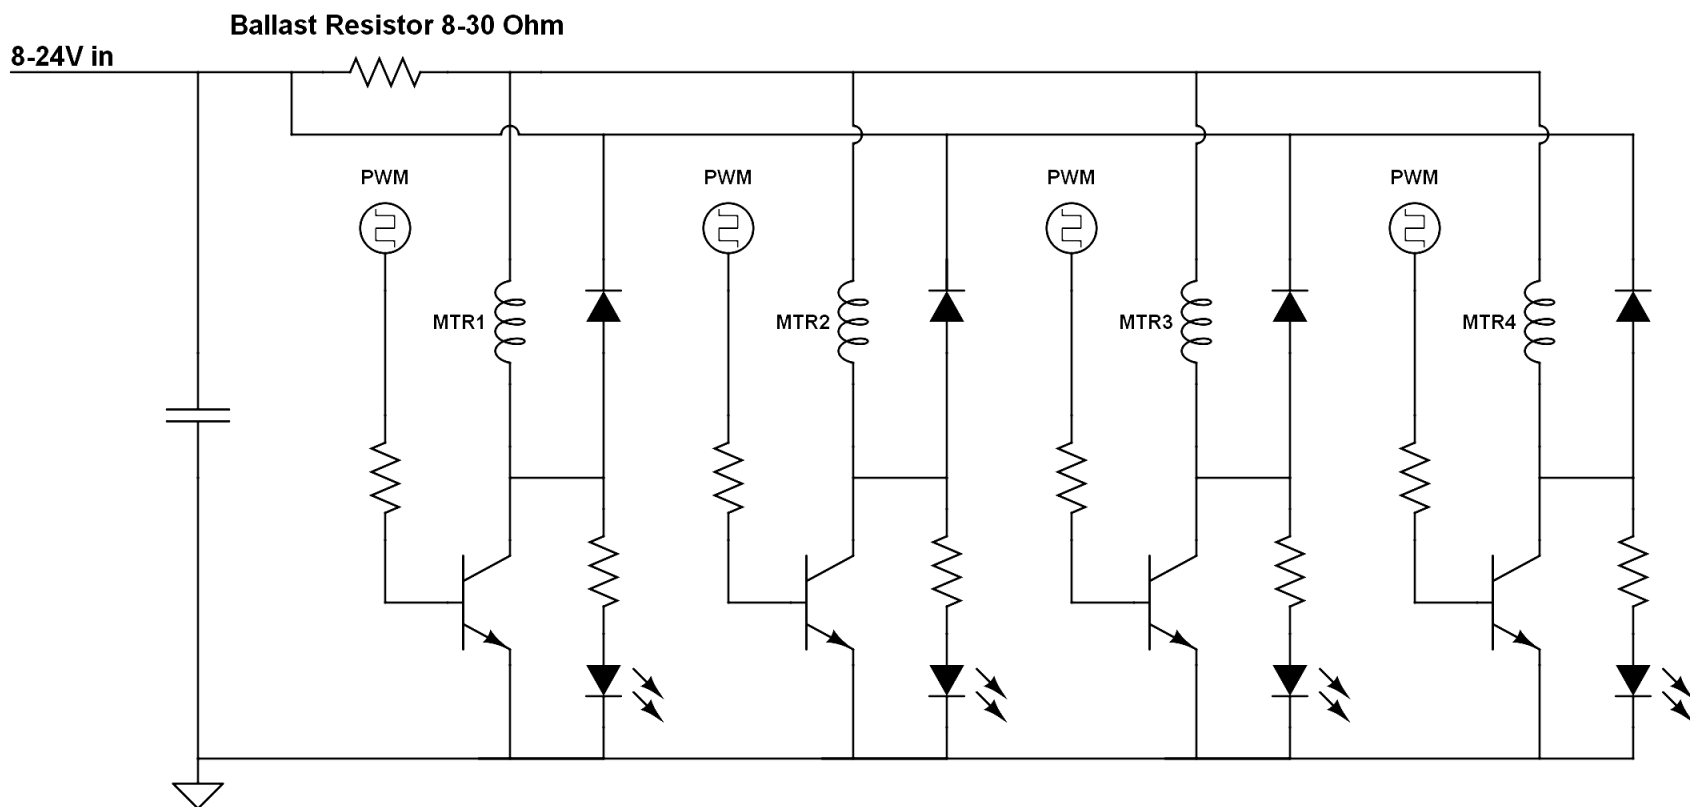 Ballast Resistor 8-30 Ohm
8-24V in
PWM
PWM
PWM
PWM
MTR1
MTR2
MTR3
MTR4